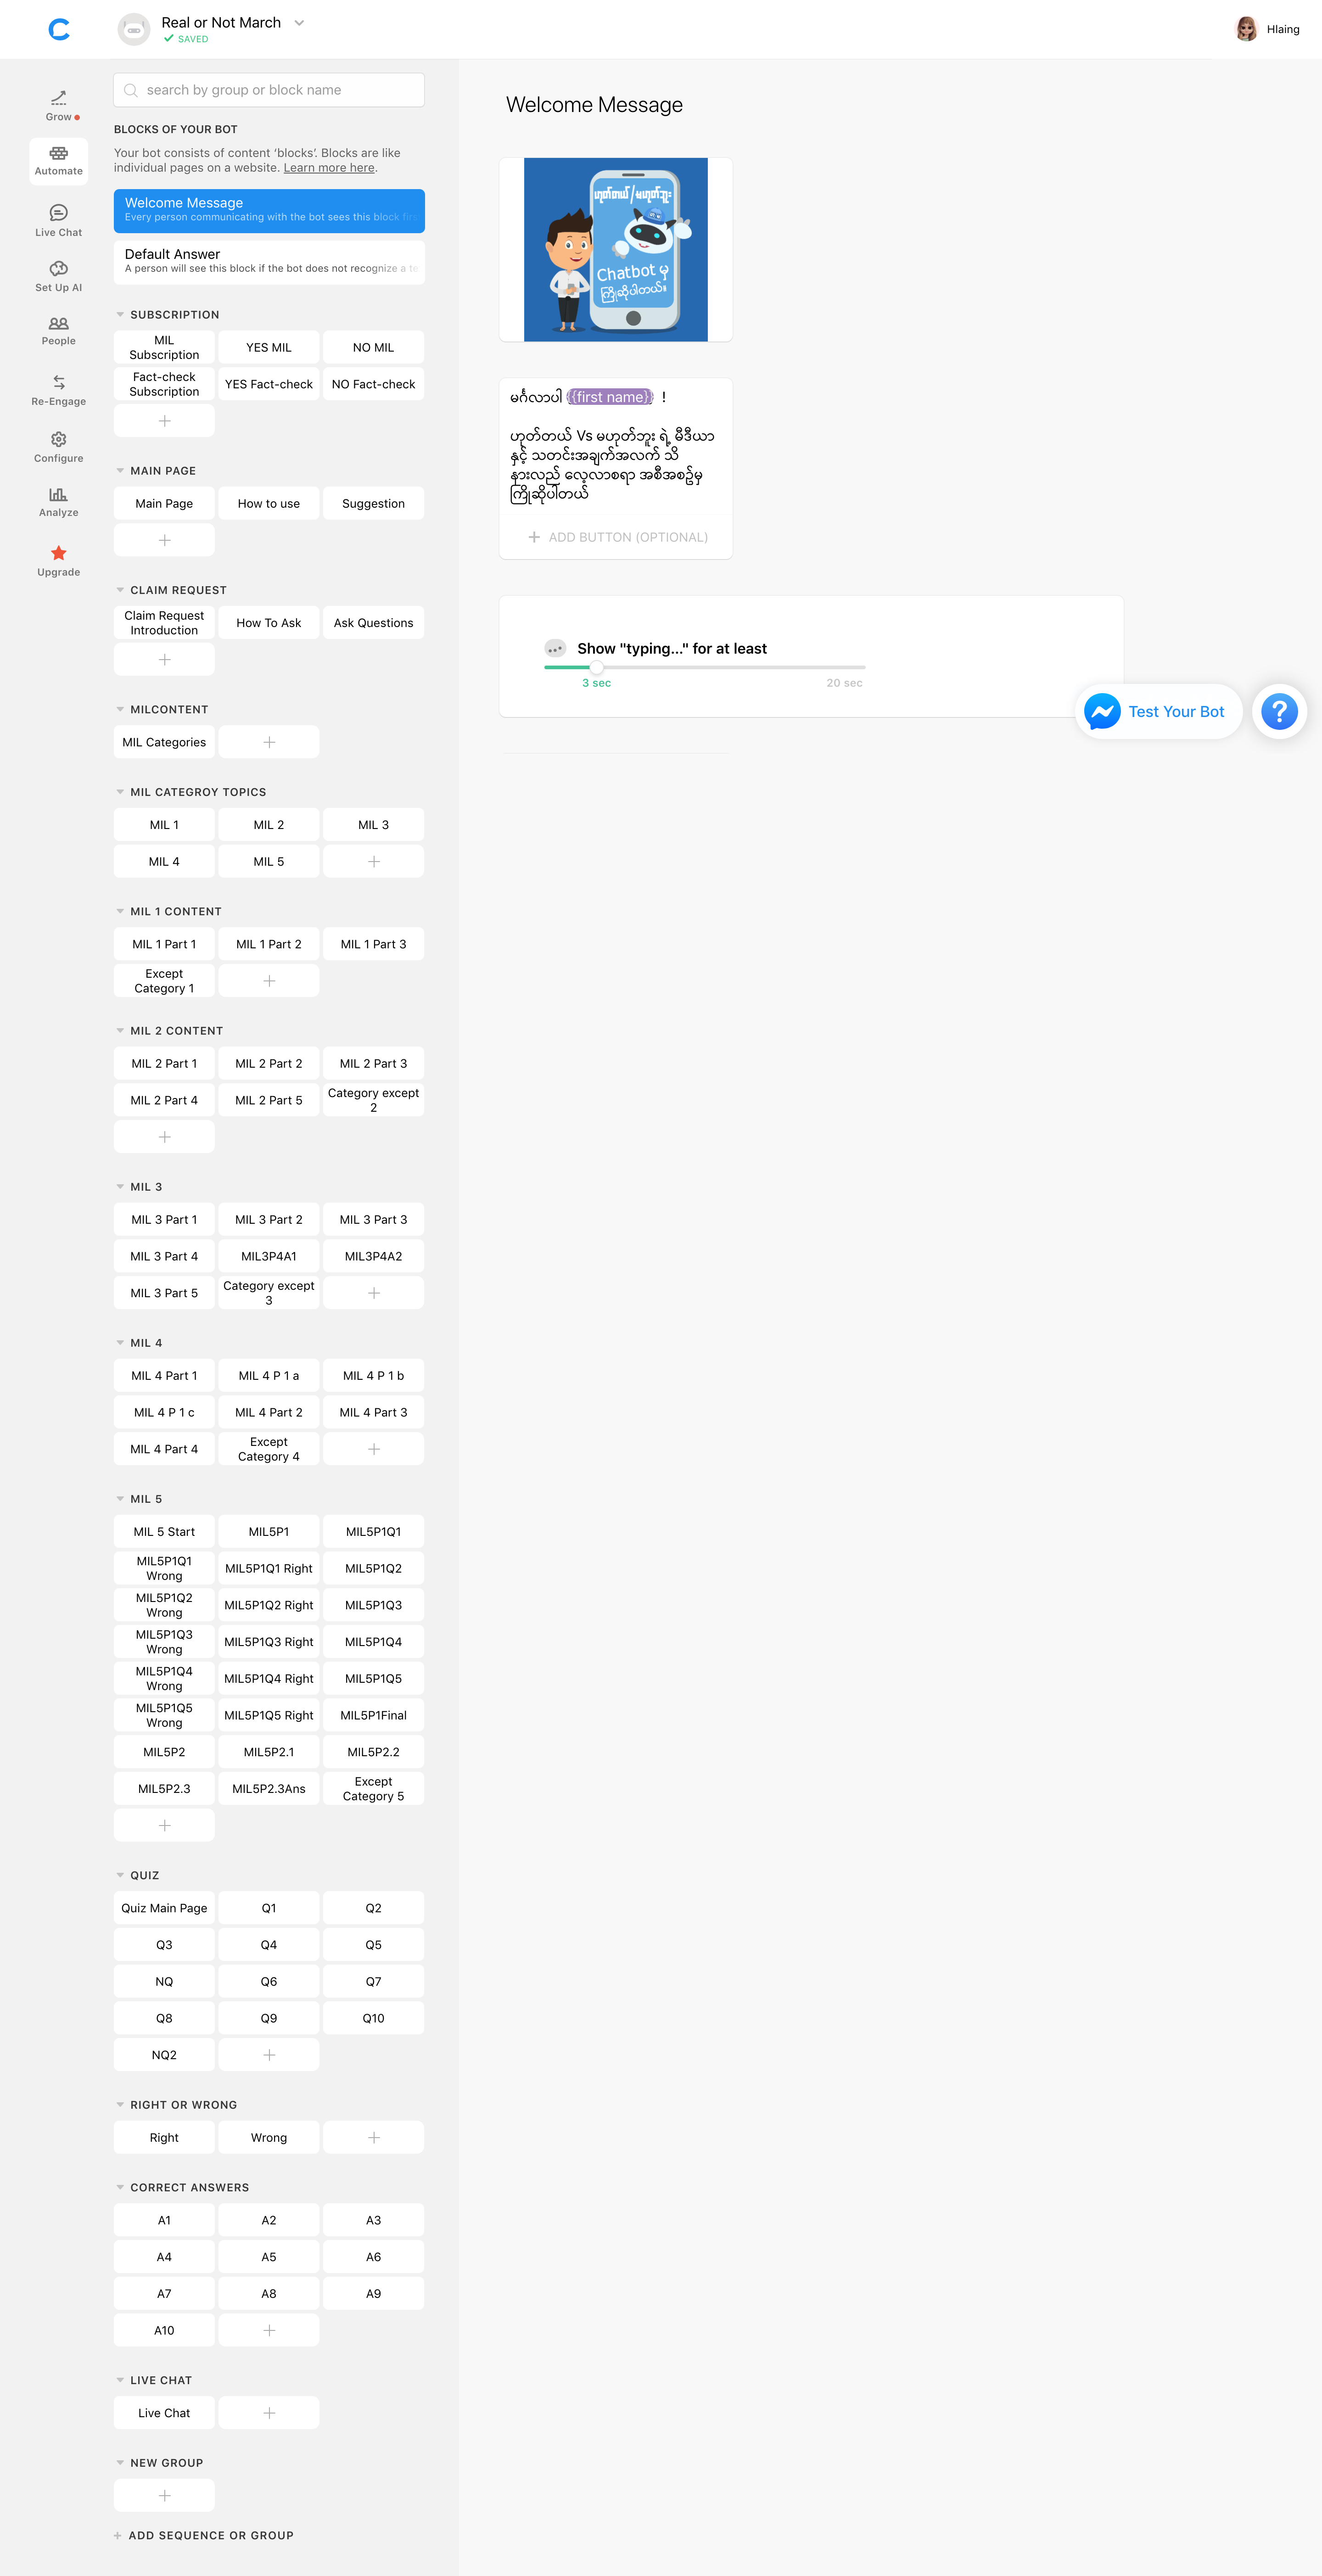 Real or Not March
SAVED
Hlaing
Grow
Automate
Live Chat
Set Up AI
People
Re-Engage
Configure
Analyze
Upgrade
search by group or block name
BLOCKS OF YOUR BOT
Your bot consists of content ‘blocks’. Blocks are like
individual pages on a website. Learn more here.
Welcome Message
Every person communicating with the bot sees this block first
Default Answer
A person will see this block if the bot does not recognize a te
SUBSCRIPTION
MIL
Subscription
YES MIL
NO MIL
Fact-check
Subscription
YES Fact-check
NO Fact-check
MAIN PAGE
Main Page
How to use
Suggestion
CLAIM REQUEST
Claim Request
Introduction
How To Ask
Ask Questions
MILCONTENT
MIL Categories
MIL CATEGROY TOPICS
MIL 1
MIL 2
MIL 3
MIL 4
MIL 5
MIL 1 CONTENT
MIL 1 Part 1
MIL 1 Part 2
MIL 1 Part 3
Except
Category 1
MIL 2 CONTENT
MIL 2 Part 1
MIL 2 Part 2
MIL 2 Part 3
MIL 2 Part 4
MIL 2 Part 5
Category except
2
MIL 3
MIL 3 Part 1
MIL 3 Part 2
MIL 3 Part 3
MIL 3 Part 4
MIL3P4A1
MIL3P4A2
MIL 3 Part 5
Category except
3
MIL 4
MIL 4 Part 1
MIL 4 P 1 a
MIL 4 P 1 b
MIL 4 P 1 c
MIL 4 Part 2
MIL 4 Part 3
MIL 4 Part 4
Except
Category 4
MIL 5
MIL 5 Start
MIL5P1
MIL5P1Q1
MIL5P1Q1
Wrong
MIL5P1Q1 Right
MIL5P1Q2
MIL5P1Q2
Wrong
MIL5P1Q2 Right
MIL5P1Q3
MIL5P1Q3
Wrong
MIL5P1Q3 Right
MIL5P1Q4
MIL5P1Q4
Wrong
MIL5P1Q4 Right
MIL5P1Q5
MIL5P1Q5
Wrong
MIL5P1Q5 Right
MIL5P1Final
MIL5P2
MIL5P2.1
MIL5P2.2
MIL5P2.3
MIL5P2.3Ans
Except
Category 5
QUIZ
Quiz Main Page
Q1
Q2
Q3
Q4
Q5
NQ
Q6
Q7
Q8
Q9
Q10
NQ2
RIGHT OR WRONG
Right
Wrong
CORRECT ANSWERS
A1
A2
A3
A4
A5
A6
A7
A8
A9
A10
LIVE CHAT
Live Chat
NEW GROUP
ADD SEQUENCE OR GROUP
Welcome Message
ဟုတ်တယ်/မဟုတ်ဘူး
Chatbot မှ
ကြိုဆိုပါတယ်။
မင်္ဂလာပါ {{first name}} !
ဟုတ်တယ် Vs မဟုတ်ဘူး ရဲ့ မီဒီယာ
နှင့် သတင်းအချက်အလက် သိ
နားလည် လေ့လာစရာ အစီအစဥ်မှ
ကြိုဆိုပါတယ်
ADD BUTTON (OPTIONAL)
Show "typing..." for at least
3 sec
20 sec
Test Your Bot